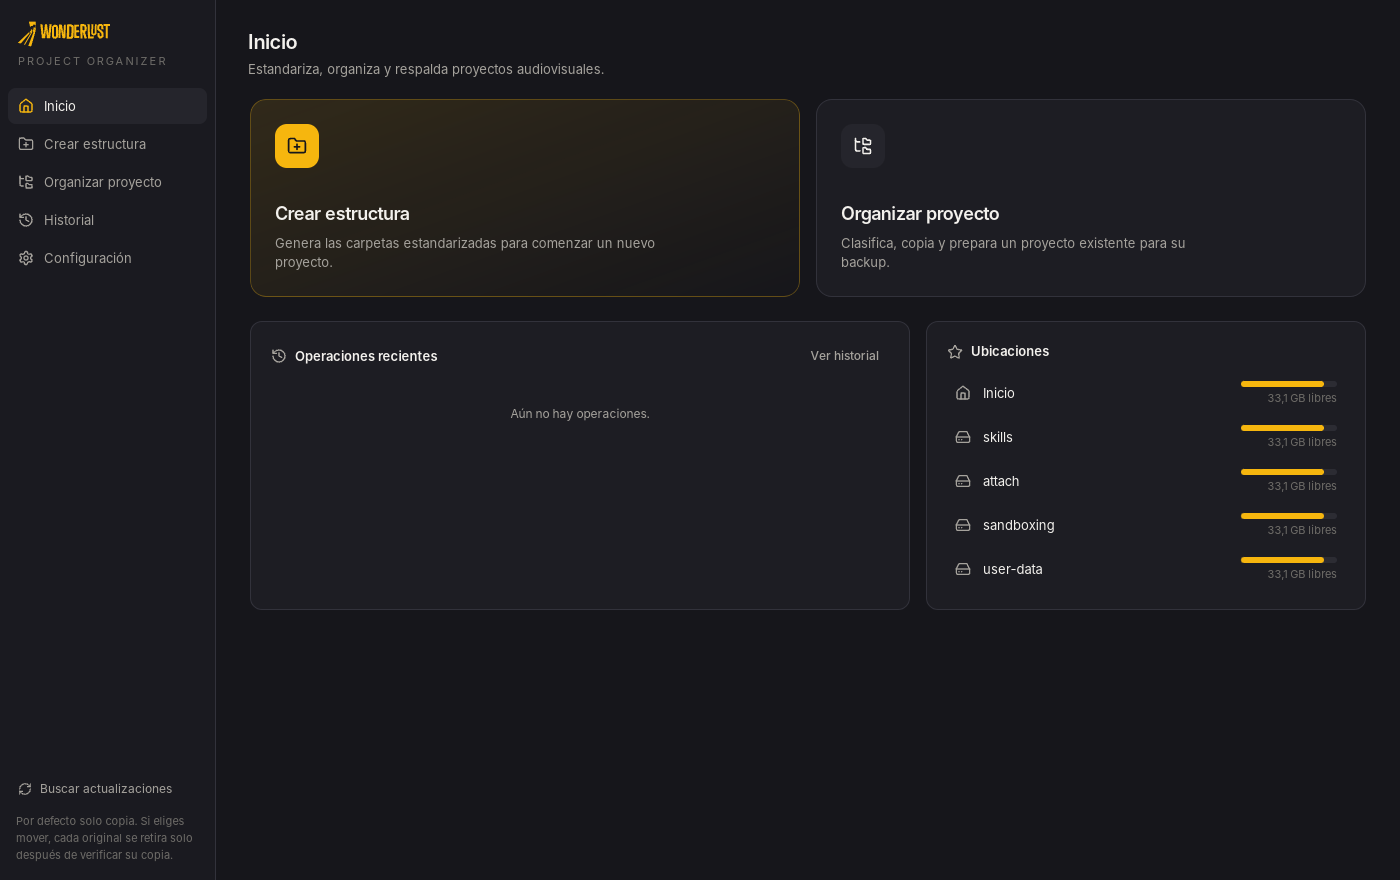 WONDERLUST
PROJECT ORGANIZER
Inicio
Crear estructura
Organizar proyecto
Historial
Configuración
Buscar actualizaciones
Por defecto solo copia. Si eliges
mover, cada original se retira solo
después de verificar su copia.
Inicio
Estandariza, organiza y respalda proyectos audiovisuales.
Crear estructura
Genera las carpetas estandarizadas para comenzar un nuevo
proyecto.
Organizar proyecto
Clasifica, copia y prepara un proyecto existente para su
backup.
Operaciones recientes
Ver historial
Aún no hay operaciones.
Ubicaciones
Inicio
33,1 GB libres
skills
33,1 GB libres
attach
33,1 GB libres
sandboxing
33,1 GB libres
user-data
33,1 GB libres